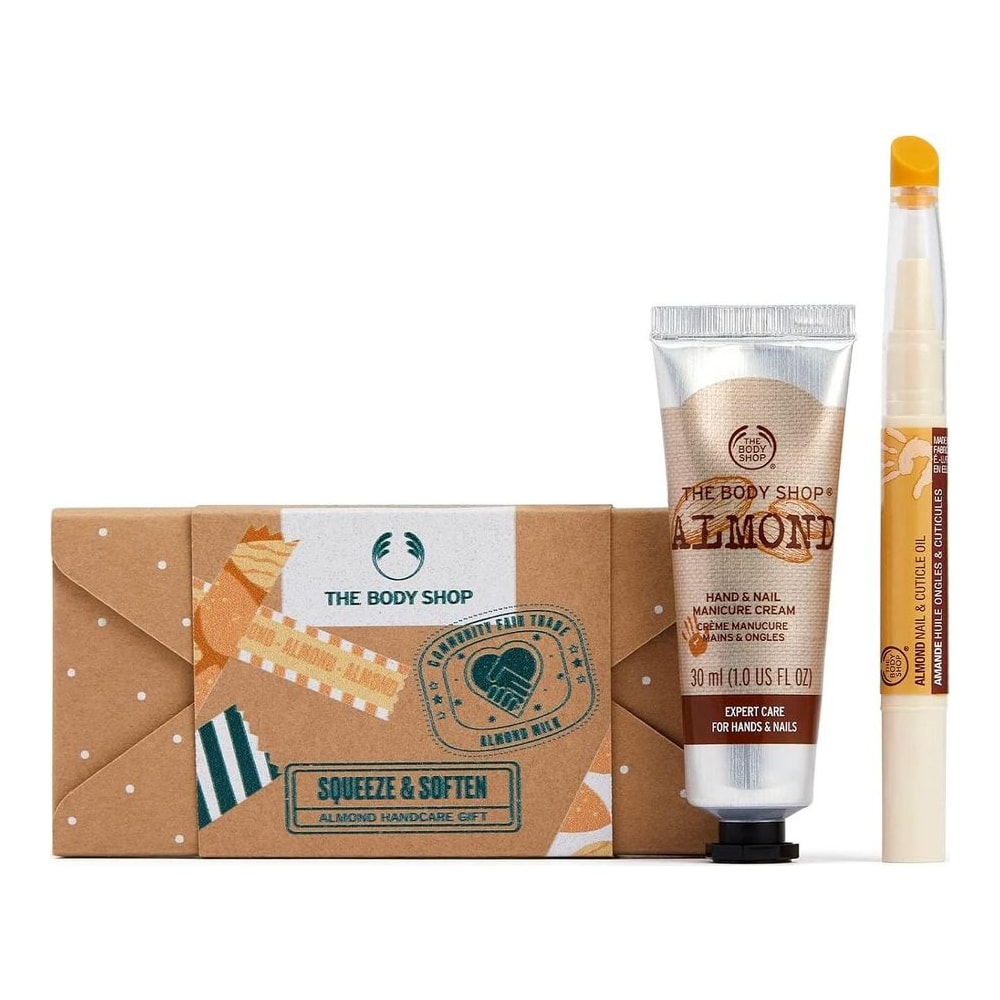 THE BODY SHOP
OND - ALMOND - ALMOND
COMMUNITY FAIR TRADE
ALMOND MILK
SQUEEZE & SOFTEN
ALMOND HANDCARE GIFT
THE
BODY
SHOP®
THE BODY SHOP®
ALMOND
HAND & NAIL
MANICURE CREAM
CRÈME MANUCURE
MAINS & ONGLES
30 ml (1.0 US FL OZ)
EXPERT CARE
FOR HANDS & NAILS
THE
BODY
SHOP®
ALMOND NAIL & CUTICLE OIL
AMANDE HUILE ONGLES & CUTICULES